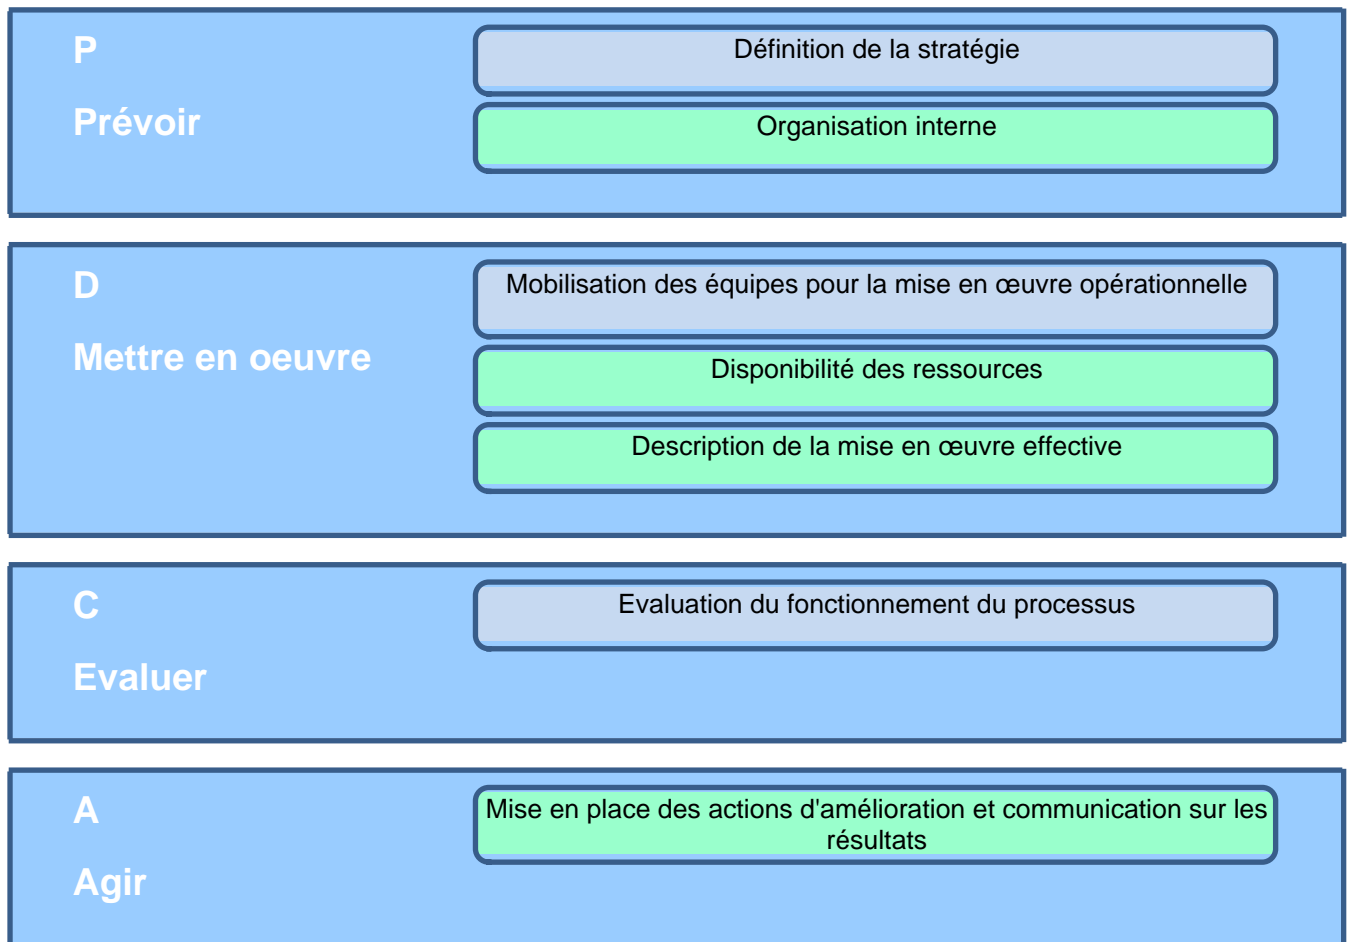 P
Prévoir
Définition de la stratégie
Organisation interne
D
Mettre en oeuvre
Mobilisation des équipes pour la mise en œuvre opérationnelle
Disponibilité des ressources
Description de la mise en œuvre effective
C
Evaluer
Evaluation du fonctionnement du processus
A
Agir
Mise en place des actions d'amélioration et communication sur les
résultats